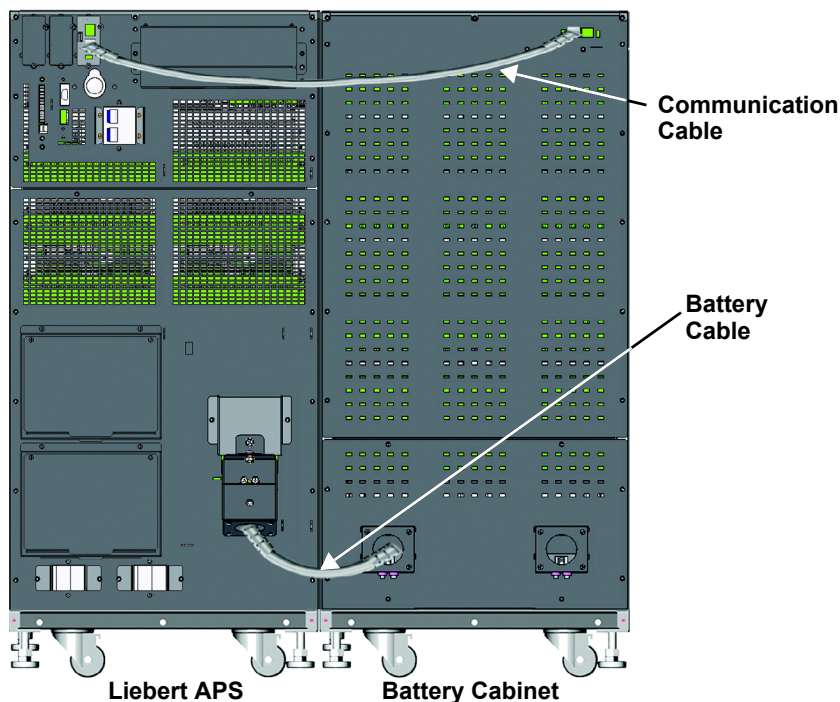 Communication
Cable
Battery
Cable
Liebert APS
Battery Cabinet